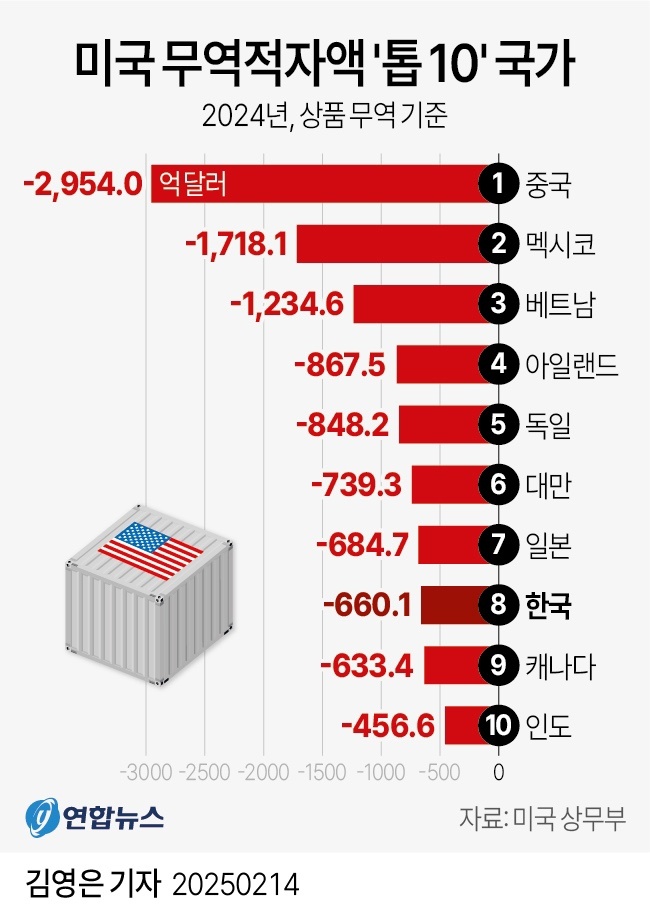 미국 무역적자액 '톱 10' 국가
2024년, 상품 무역 기준
-2,954.0 억달러 1 중국
-1,718.1 2 멕시코
-1,234.6 3 베트남
-867.5 4 아일랜드
-848.2 5 독일
-739.3 6 대만
-684.7 7 일본
-660.1 8 한국
-633.4 9 캐나다
-456.6 10 인도
-3000 -2500 -2000 -1500 -1000 -500 0
연합뉴스 자료: 미국 상무부
김영은 기자 20250214